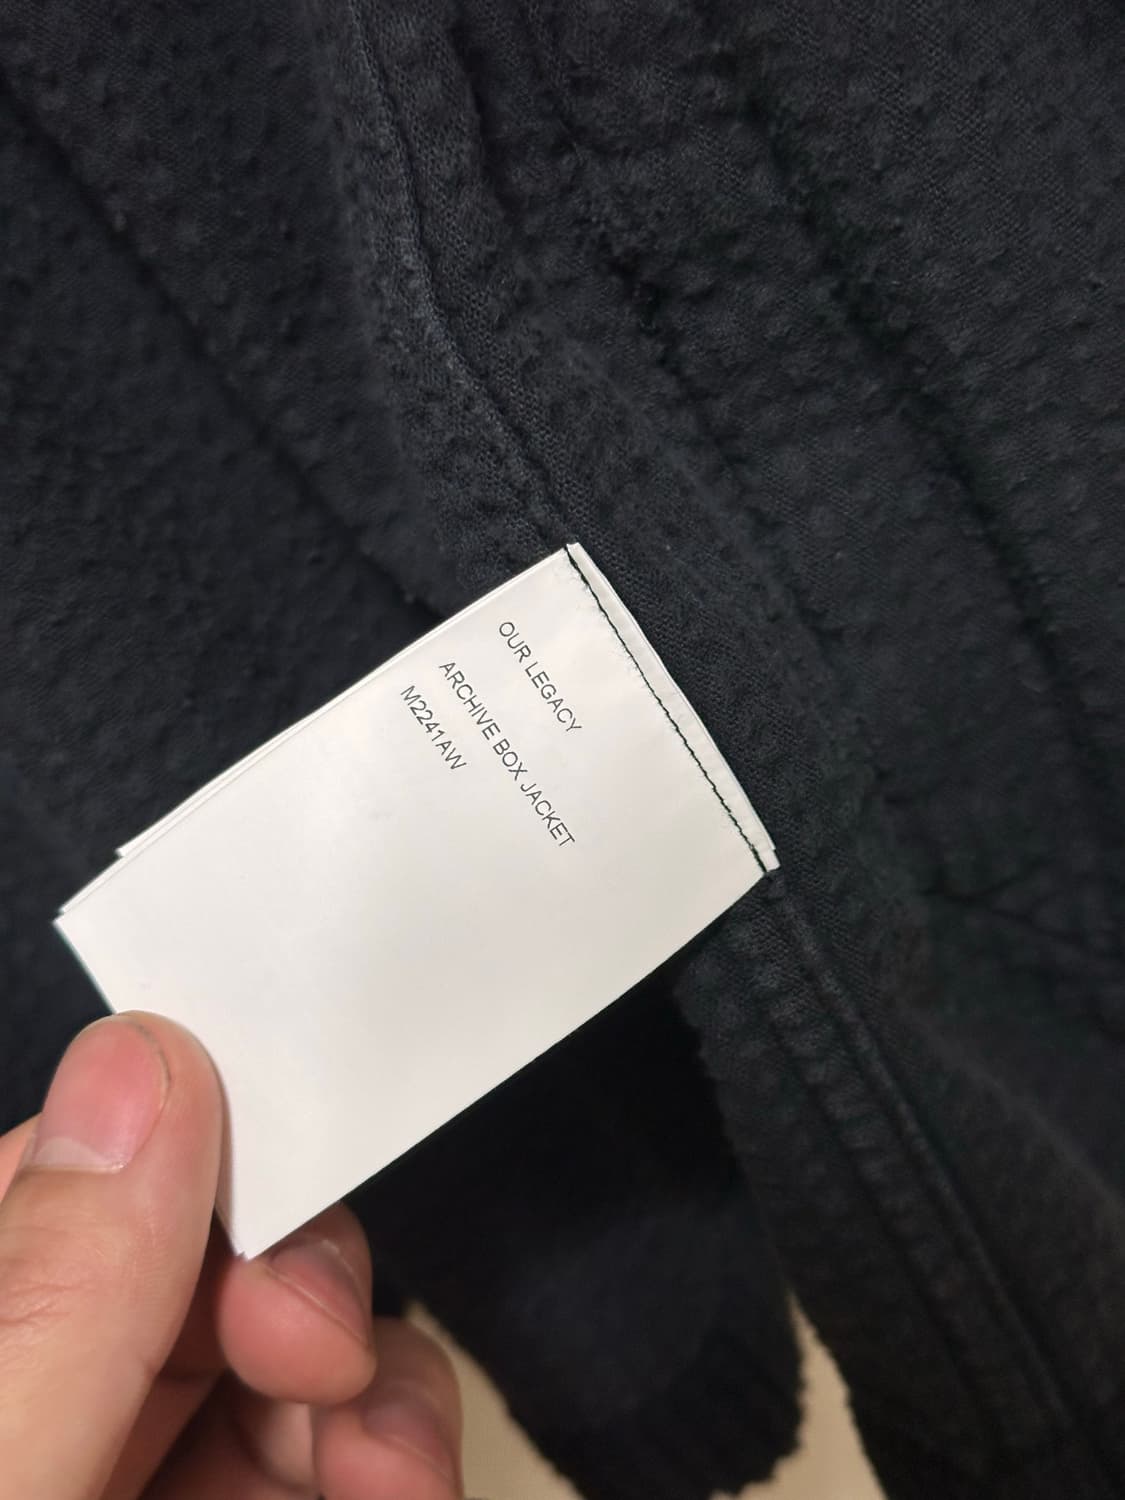 OUR LEGACY
ARCHIVE BOX JACKET
M2241AW